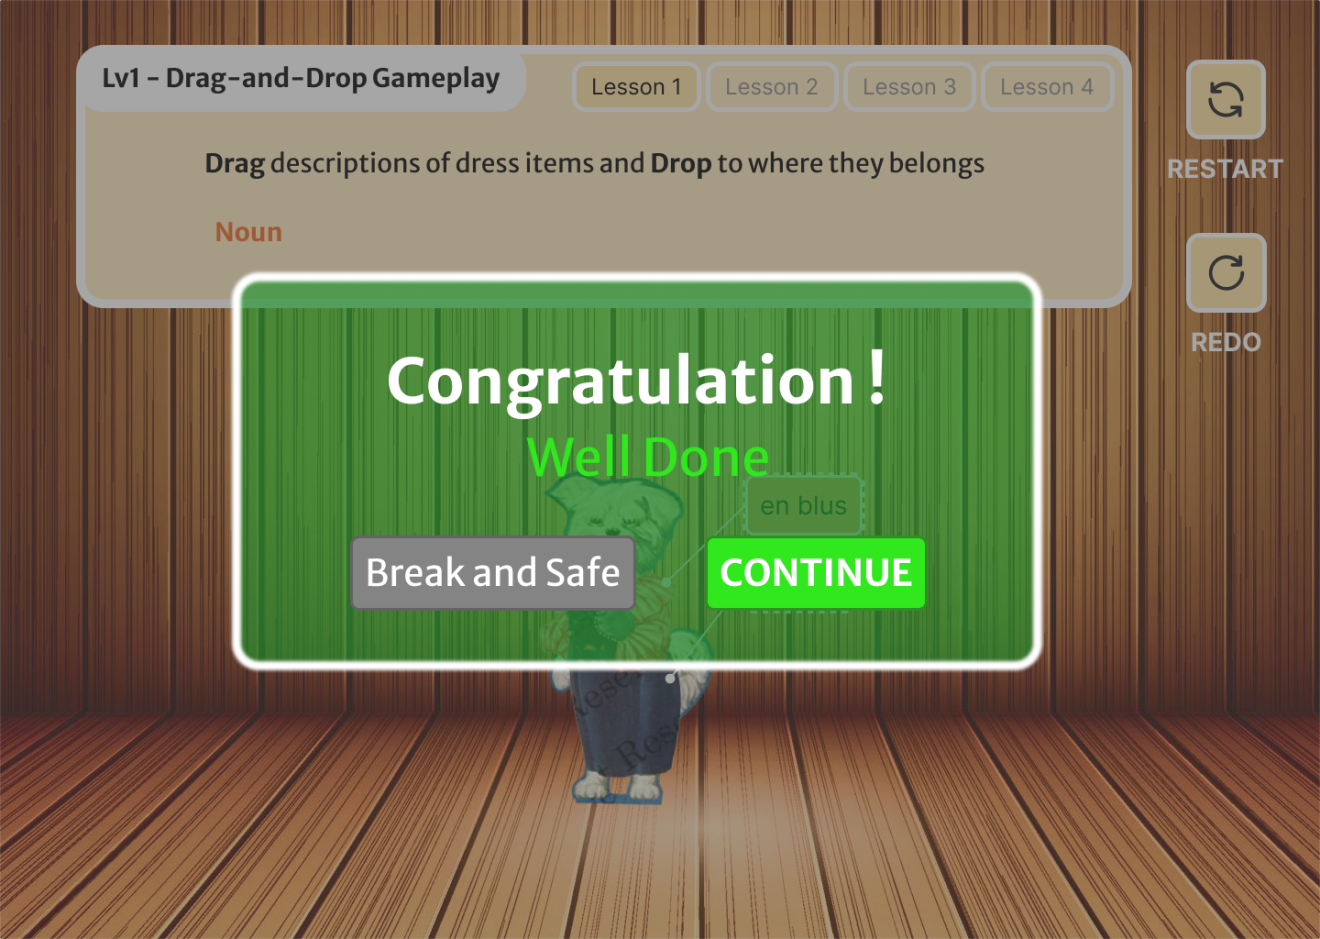 Lv1 - Drag-and-Drop Gameplay
Lesson 1
Lesson 2
Lesson 3
Lesson 4
Drag descriptions of dress items and Drop to where they belongs
Noun
RESTART
REDO
Congratulation !
Well Done
en blus
Break and Safe
CONTINUE